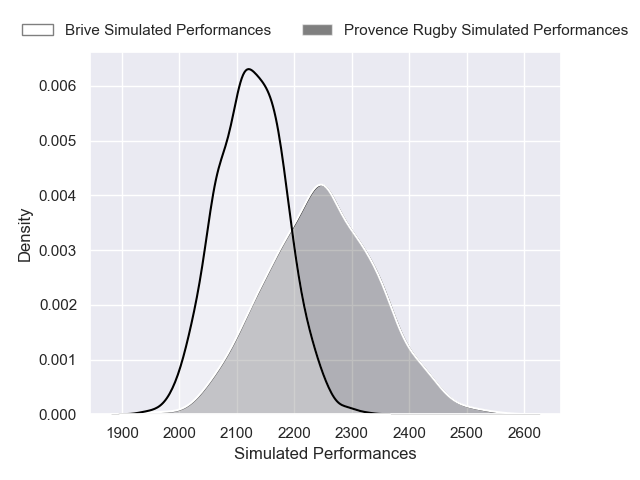 Brive Simulated Performances
Provence Rugby Simulated Performances
0.006
0.005
0.004
0.003
0.002
0.001
0.000
Density
1900 2000 2100 2200 2300 2400 2500 2600
Simulated Performances